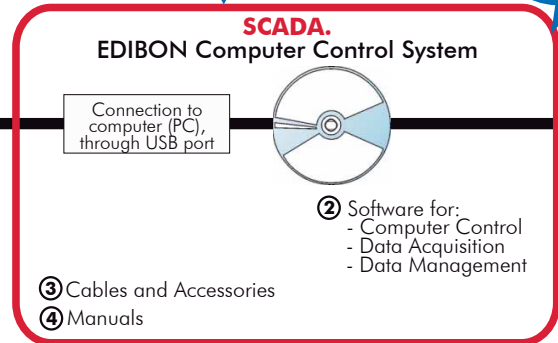 SCADA.
EDIBON Computer Control System
Connection to
computer (PC),
through USB port
② Software for:
- Computer Control
- Data Acquisition
- Data Management
③ Cables and Accessories
④ Manuals